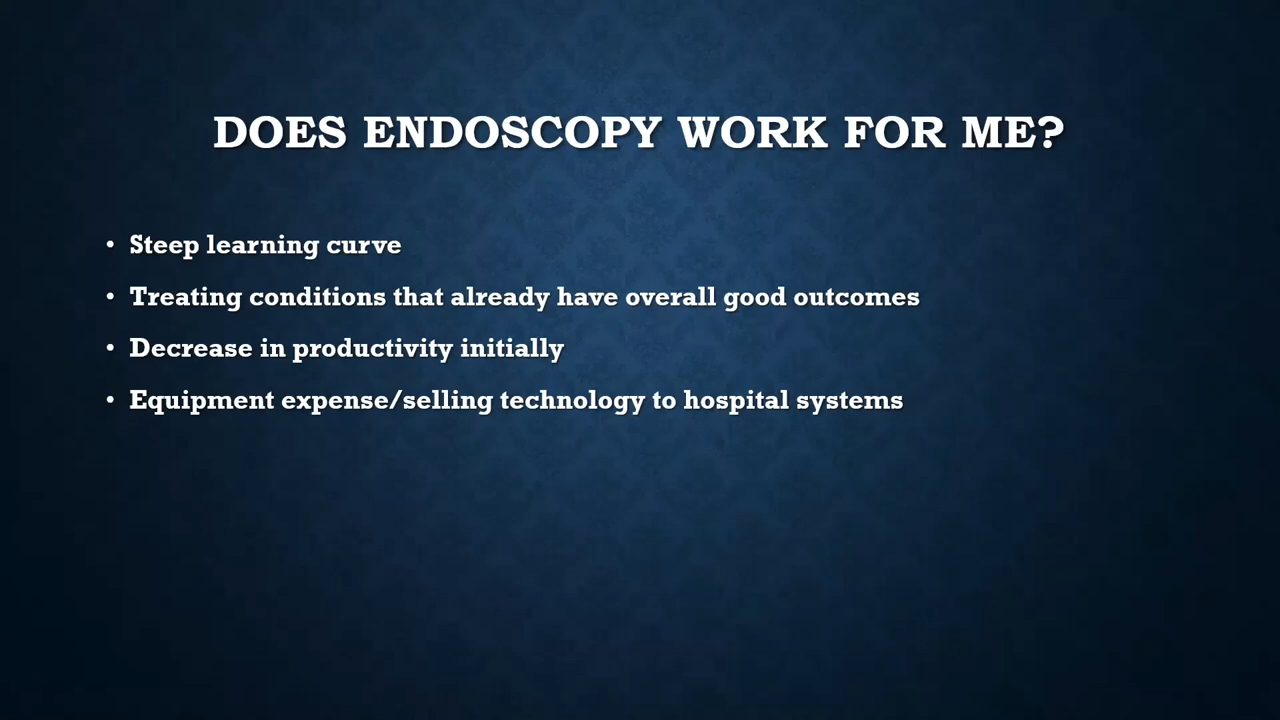 DOES ENDOSCOPY WORK FOR ME?
• Steep learning curve
• Treating conditions that already have overall good outcomes
• Decrease in productivity initially
• Equipment expense/selling technology to hospital systems